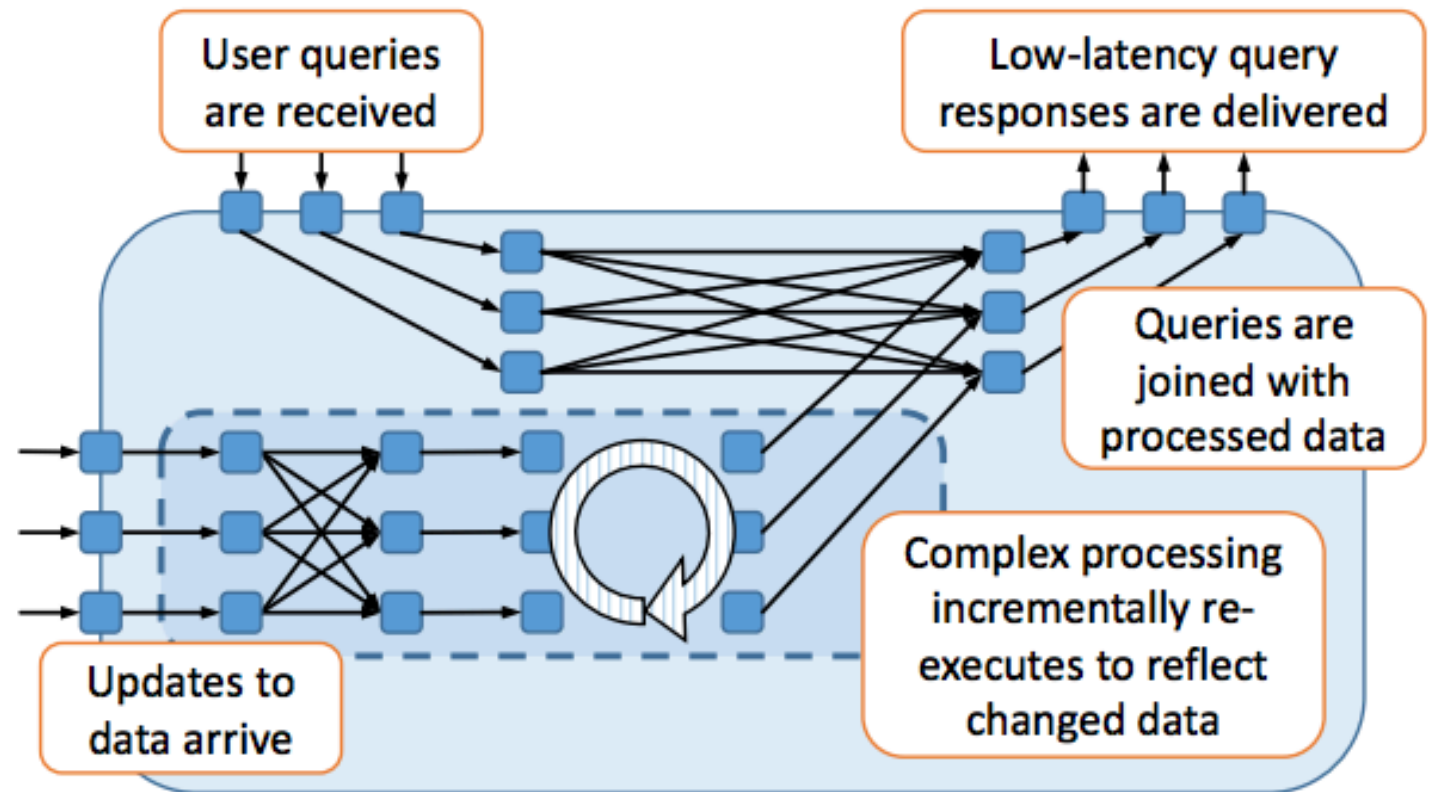 User queries
are received
Low-latency query
responses are delivered
Queries are
joined with
processed data
Complex processing
incrementally re-
executes to reflect
changed data
Updates to
data arrive